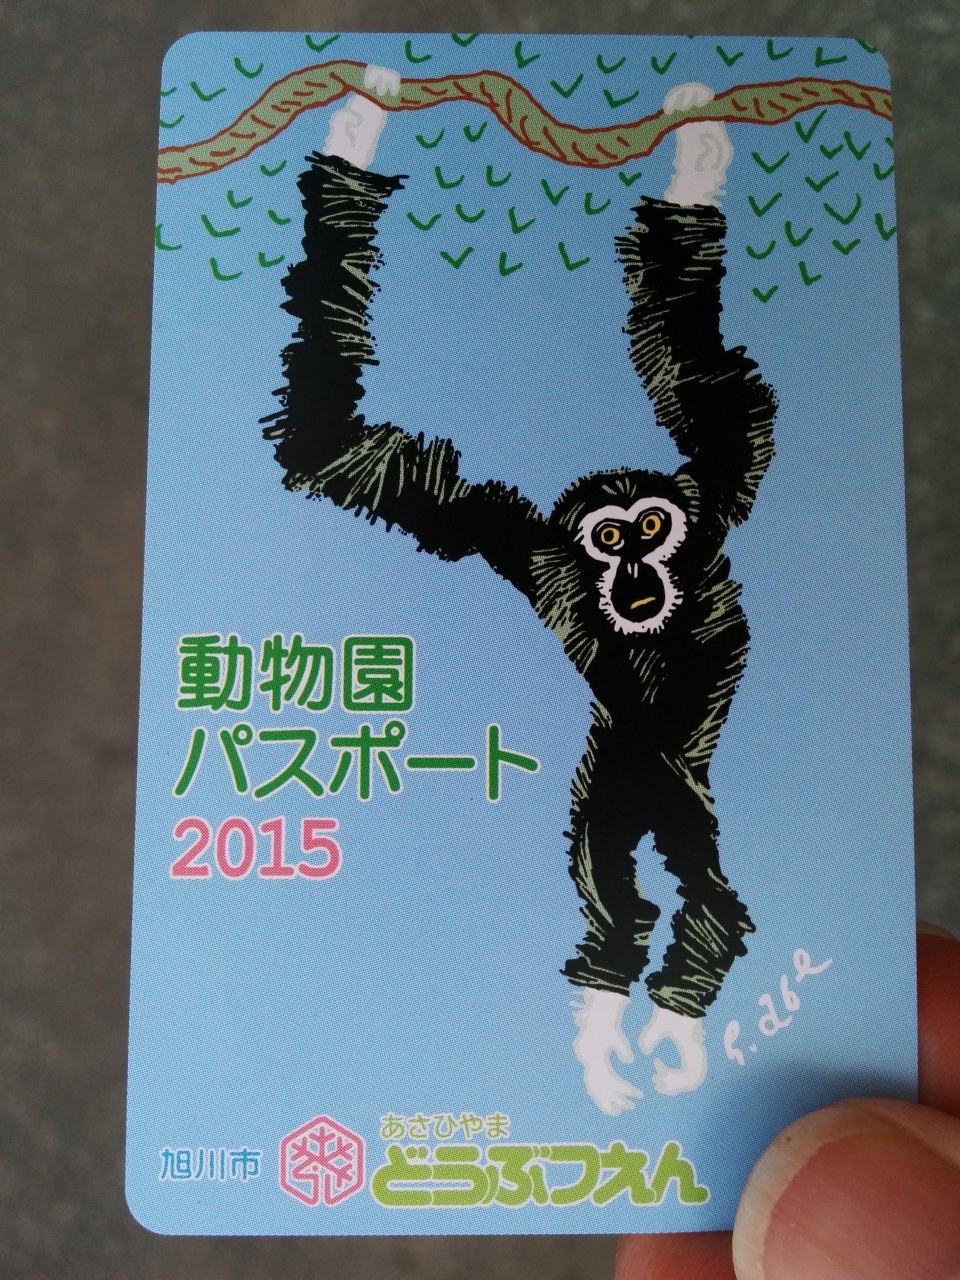 動物園
パスポート
2015
G. abe
旭川市
あさひやま
どうぶつえん